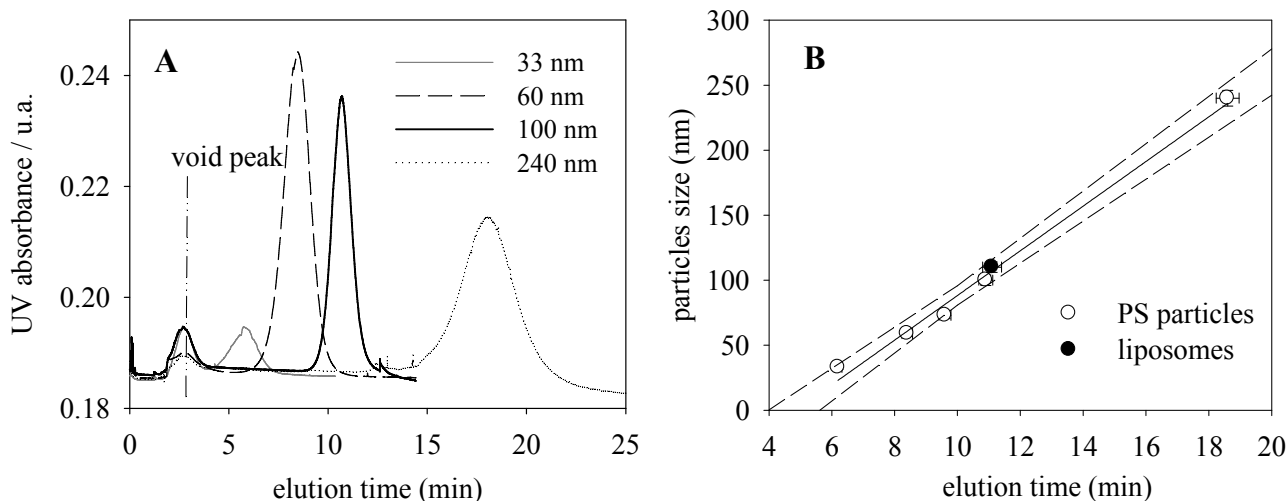 A
33 nm
60 nm
100 nm
240 nm
void peak
UV absorbance / u.a.
0.24
0.22
0.20
0.18
0
5
10
15
20
25
elution time (min)
B
particles size (nm)
300
250
200
150
100
50
0
PS particles
liposomes
4
6
8
10
12
14
16
18
20
elution time (min)